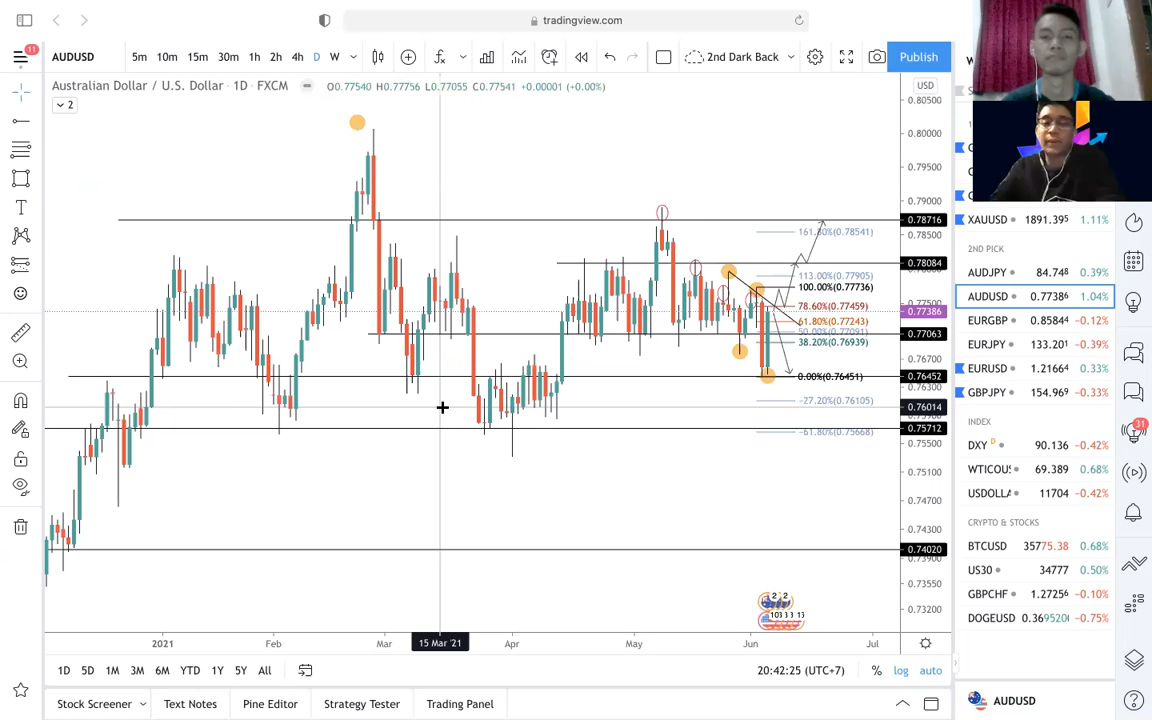 tradingview.com
11
AUDUSD
5m 10m 15m 30m 1h 2h 4h D W
2nd Dark Back
Publish
Australian Dollar / U.S. Dollar · 1D · FXCM
O0.77540 H0.77756 L0.77055 C0.77541 +0.00001 (+0.00%)
2
USD
0.80500
0.80000
0.79500
0.79000
0.78716
0.78500
0.78084
0.77386
0.77063
0.76700
0.76452
0.76300
0.76014
0.75712
0.75500
0.75100
0.74700
0.74300
0.74020
0.73550
0.73200
161.80%(0.78541)
113.00%(0.77905)
100.00%(0.77736)
78.60%(0.77459)
61.80%(0.77243)
50.00%(0.77091)
38.20%(0.76939)
0.00%(0.76451)
−27.20%(0.76105)
−61.80%(0.75668)
2021 Feb Mar 15 Mar '21 Apr May Jun Jul
1D 5D 1M 3M 6M YTD 1Y 5Y All
20:42:25 (UTC+7)
% log auto
Stock Screener Text Notes Pine Editor Strategy Tester Trading Panel
XAUUSD 1891.395 1.11%
2ND PICK
AUDJPY 84.748 0.39%
AUDUSD 0.77386 1.04%
EURGBP 0.85844 −0.12%
EURJPY 133.201 −0.39%
EURUSD 1.21664 0.33%
GBPJPY 154.969 −0.33%
INDEX
DXY D 90.136 −0.42%
WTICOUS 69.389 0.68%
USDOLLA 11704 −0.42%
CRYPTO & STOCKS
BTCUSD 35775.38 0.68%
US30 34777 0.50%
GBPCHF 1.27256 −0.10%
DOGEUSD 0.369520 −0.75%
AUDUSD
31